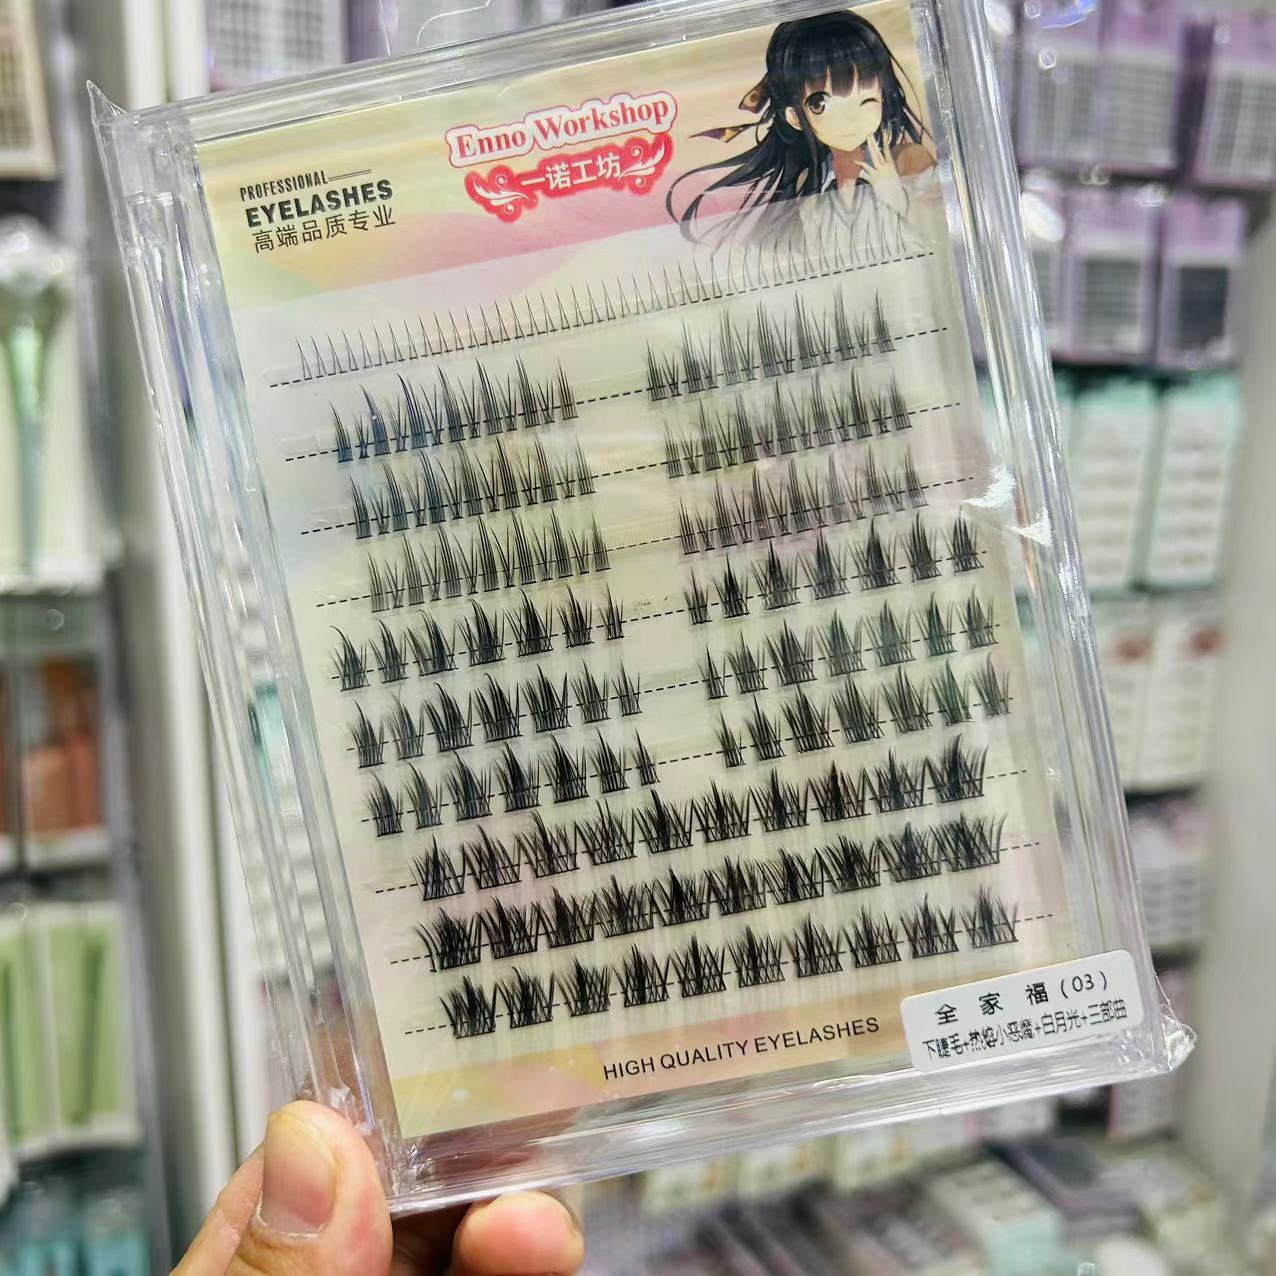 Enno Workshop
一诺工坊
PROFESSIONAL
EYELASHES
高端品质专业
HIGH QUALITY EYELASHES
全 家 福(03)
下睫毛+热熔小恶魔+白月光+三部曲